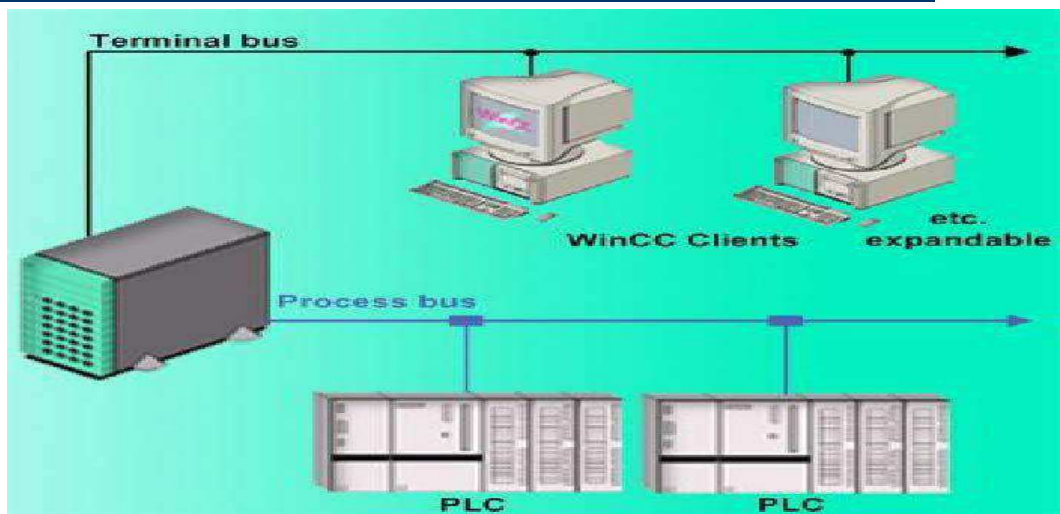 Terminal bus
WinCC
etc.
WinCC Clients expandable
Process bus
PLC PLC